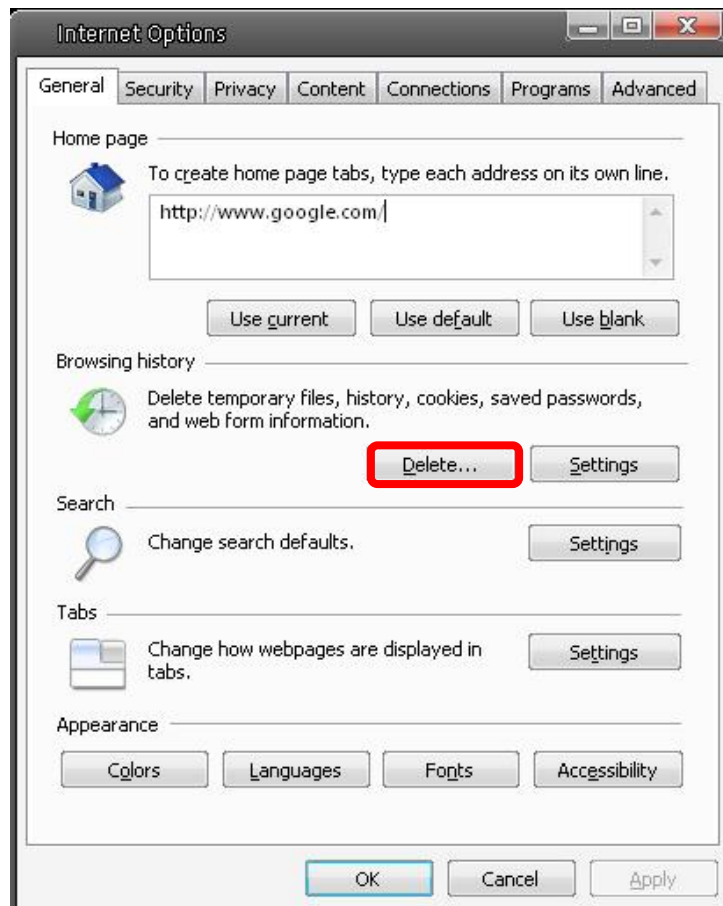 Internet Options
General Security Privacy Content Connections Programs Advanced
Home page
To create home page tabs, type each address on its own line.
http://www.google.com/
Use current Use default Use blank
Browsing history
Delete temporary files, history, cookies, saved passwords,
and web form information.
Delete... Settings
Search
Change search defaults.
Settings
Tabs
Change how webpages are displayed in
tabs.
Settings
Appearance
Colors Languages Fonts Accessibility
OK Cancel Apply